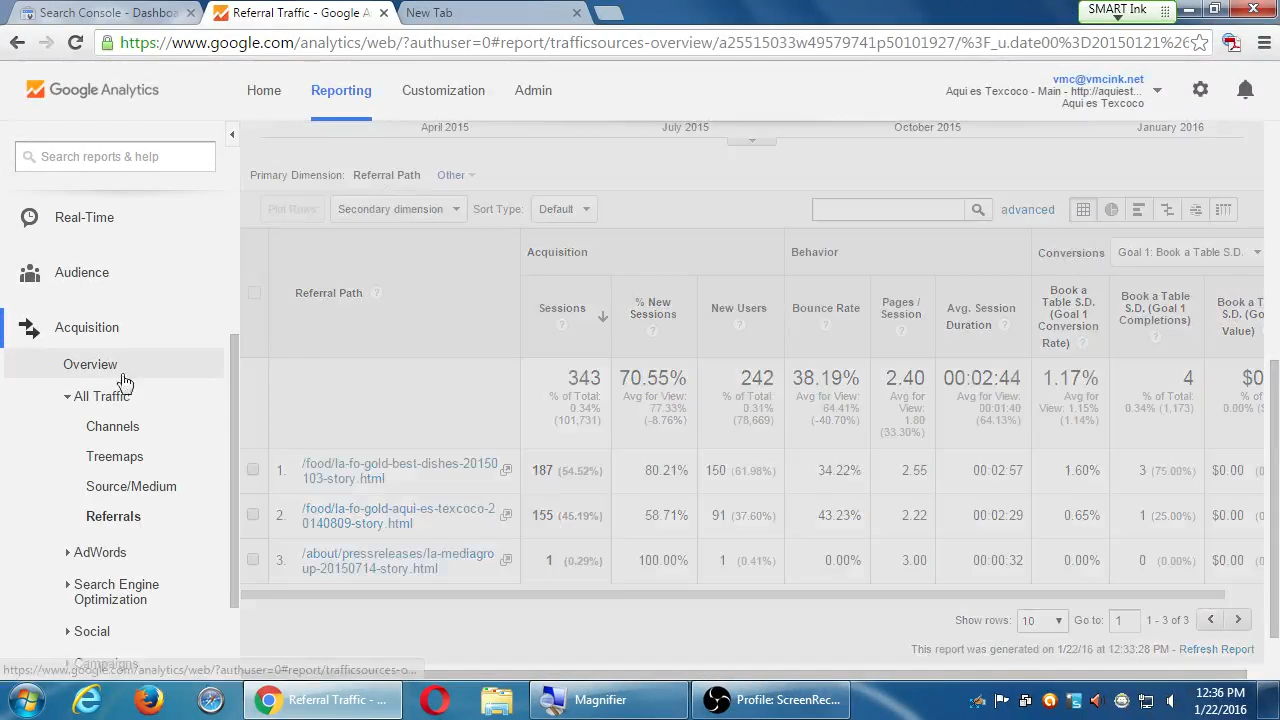 Search Console - Dashboa
Referral Traffic - Google A
New Tab
SMART Ink
https://www.google.com/analytics/web/?authuser=0#report/trafficsources-overview/a25515033w49579741p50101927/%3F_u.date00%3D20150121%26
Google Analytics
Home
Reporting
Customization
Admin
vmc@vmcink.net
Aqui es Texcoco - Main - http://aquiest...
Aqui es Texcoco
Search reports & help
April 2015
July 2015
October 2015
January 2016
Primary Dimension:
Referral Path
Other
Plot Rows
Secondary dimension
Sort Type:
Default
advanced
Real-Time
Audience
Acquisition
Overview
All Traffic
Channels
Treemaps
Source/Medium
Referrals
AdWords
Search Engine
Optimization
Social
Campaigns
Referral Path
Acquisition
Behavior
Conversions
Goal 1: Book a Table S.D.
Sessions
% New
Sessions
New Users
Bounce Rate
Pages /
Session
Avg. Session
Duration
Book a
Table S.D.
(Goal 1
Conversion
Rate)
Book a Table
S.D. (Goal 1
Completions)
Book a T
S.D. (Go
Value)
343
% of Total:
0.34%
(101,731)
70.55%
Avg for View:
77.33%
(-8.76%)
242
% of Total:
0.31%
(78,669)
38.19%
Avg for View:
64.41%
(-40.70%)
2.40
Avg for
View:
1.80
(33.30%)
00:02:44
Avg for View:
00:01:40
(64.13%)
1.17%
Avg for
View: 1.15%
(1.14%)
4
% of Total:
0.34% (1,173)
$0
% of
0.00% (
1.
/food/la-fo-gold-best-dishes-20150
103-story.html
187 (54.52%)
80.21%
150 (61.98%)
34.22%
2.55
00:02:57
1.60%
3 (75.00%)
$0.00
2.
/food/la-fo-gold-aqui-es-texcoco-2
0140809-story.html
155 (45.19%)
58.71%
91 (37.60%)
43.23%
2.22
00:02:29
0.65%
1 (25.00%)
$0.00
3.
/about/pressreleases/la-mediagro
up-20150714-story.html
1 (0.29%)
100.00%
1 (0.41%)
0.00%
3.00
00:00:32
0.00%
0 (0.00%)
$0.00
Show rows:
10
Go to:
1
1 - 3 of 3
This report was generated on 1/22/16 at 12:33:28 PM - Refresh Report
https://www.google.com/analytics/web/?authuser=0#report/trafficsources-o...
Referral Traffic - ...
Magnifier
Profile: ScreenRec...
12:36 PM
1/22/2016